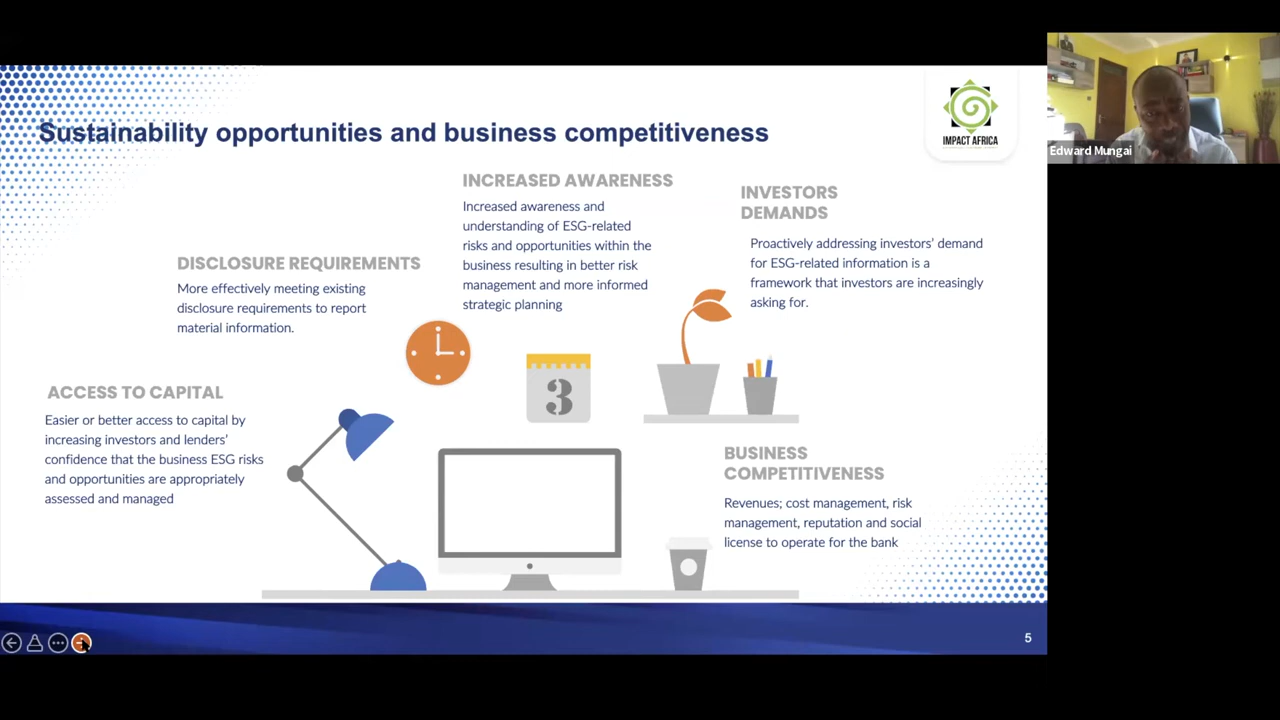 Sustainability opportunities and business competitiveness
IMPACT AFRICA
Edward Mungai
INCREASED AWARENESS
Increased awareness and
understanding of ESG-related
risks and opportunities within the
business resulting in better risk
management and more informed
strategic planning
INVESTORS
DEMANDS
Proactively addressing investors' demand
for ESG-related information is a
framework that investors are increasingly
asking for.
DISCLOSURE REQUIREMENTS
More effectively meeting existing
disclosure requirements to report
material information.
3
ACCESS TO CAPITAL
Easier or better access to capital by
increasing investors and lenders'
confidence that the business ESG risks
and opportunities are appropriately
assessed and managed
BUSINESS
COMPETITIVENESS
Revenues; cost management, risk
management, reputation and social
license to operate for the bank
5